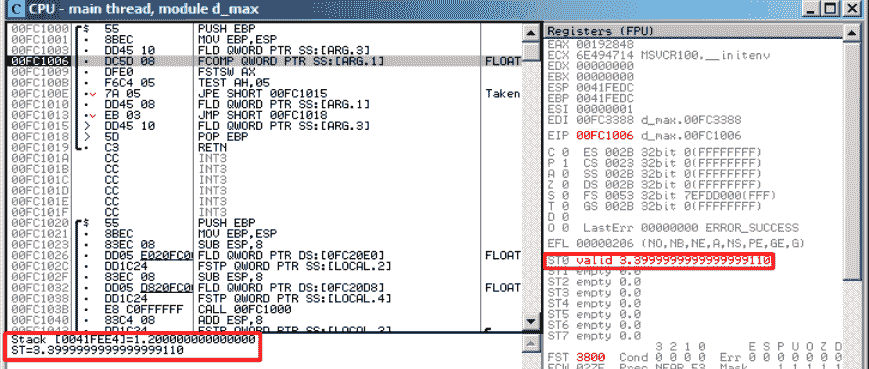 C CPU - main thread, module d_max
00FC1000 $ 55 PUSH EBP
00FC1001 . 8BEC MOV EBP,ESP
00FC1003 . DD45 10 FLD QWORD PTR SS:[ARG.3]
00FC1006 . DC5D 08 FCOMP QWORD PTR SS:[ARG.1] FLOAT
00FC1009 . DFE0 FSTSW AX
00FC100B . F6C4 05 TEST AH,05
00FC100E . 7A 05 JPE SHORT 00FC1015 Taken
00FC1010 . DD45 08 FLD QWORD PTR SS:[ARG.1]
00FC1013 . EB 03 JMP SHORT 00FC1018
00FC1015 > DD45 10 FLD QWORD PTR SS:[ARG.3]
00FC1018 > 5D POP EBP
00FC1019 . C3 RETN
00FC101A CC INT3
00FC101B CC INT3
00FC101C CC INT3
00FC101D CC INT3
00FC101E CC INT3
00FC101F CC INT3
00FC1020 $ 55 PUSH EBP
00FC1021 . 8BEC MOV EBP,ESP
00FC1023 . 83EC 08 SUB ESP,8
00FC1026 . DD05 E020FC00 FLD QWORD PTR DS:[0FC20E0] FLOAT
00FC102C . DD1C24 FSTP QWORD PTR SS:[LOCAL.2]
00FC102F . 83EC 08 SUB ESP,8
00FC1032 . DD05 D820FC00 FLD QWORD PTR DS:[0FC20D8] FLOAT
00FC1038 . DD1C24 FSTP QWORD PTR SS:[LOCAL.4]
00FC103B . E8 C0FFFFFF CALL 00FC1000
00FC1040 . 83C4 08 ADD ESP,8
Stack [0041FEE4]=1.200000000000000
ST=3.3999999999999999110
Registers (FPU)
EAX 00192848
ECX 6E494714 MSVCR100.__initenv
EDX 00000000
EBX 00000000
ESP 0041FEDC
EBP 0041FEDC
ESI 00000001
EDI 00FC3388 d_max.00FC3388
EIP 00FC1006 d_max.00FC1006
C 0 ES 002B 32bit 0(FFFFFFFF)
P 1 CS 0023 32bit 0(FFFFFFFF)
A 0 SS 002B 32bit 0(FFFFFFFF)
Z 0 DS 002B 32bit 0(FFFFFFFF)
S 0 FS 0053 32bit 7EFDD000(FFF)
T 0 GS 002B 32bit 0(FFFFFFFF)
D 0
O 0 LastErr 00000000 ERROR_SUCCESS
EFL 00000206 (NO,NB,NE,A,NS,PE,GE,G)
ST0 valid 3.3999999999999999110
ST1 empty 0.0
ST2 empty 0.0
ST3 empty 0.0
ST4 empty 0.0
ST5 empty 0.0
ST6 empty 0.0
ST7 empty 0.0
3 2 1 0 E S P U O Z D I
FST 3800 Cond 0 0 0 0 Err 0 0 0 0 0 0 0 0